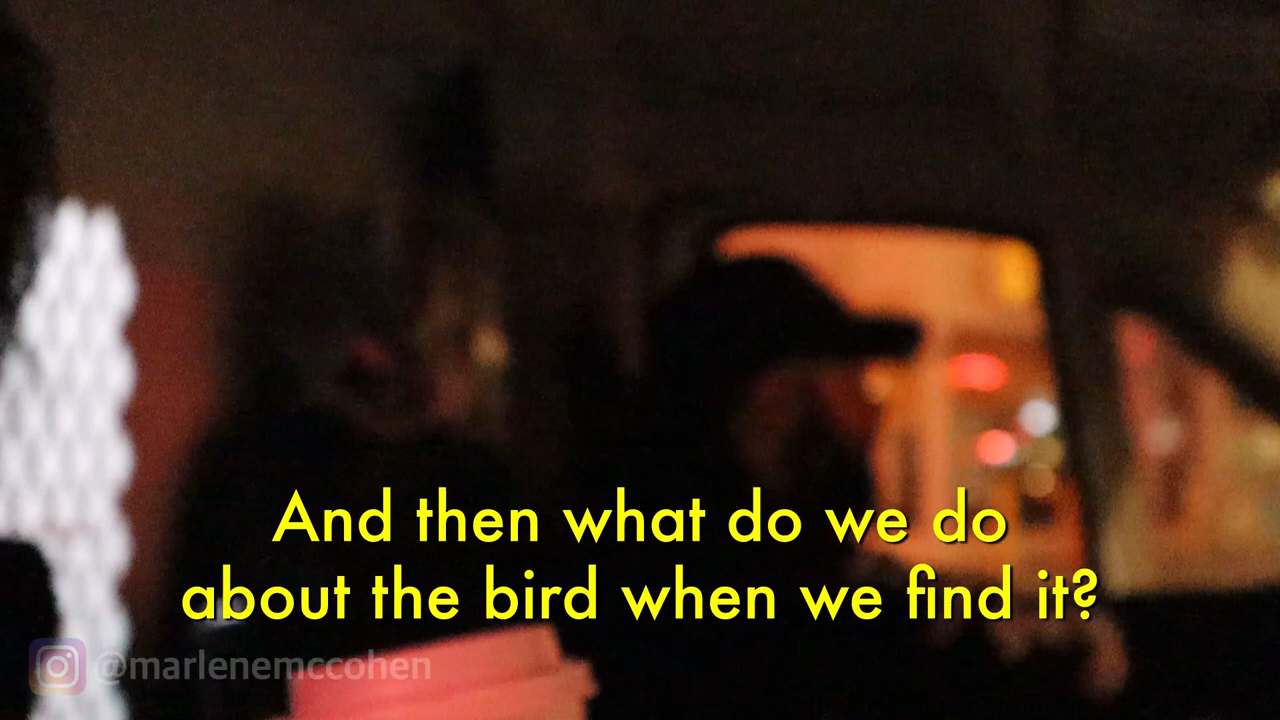 And then what do we do
about the bird when we find it?
@marlenemccohen